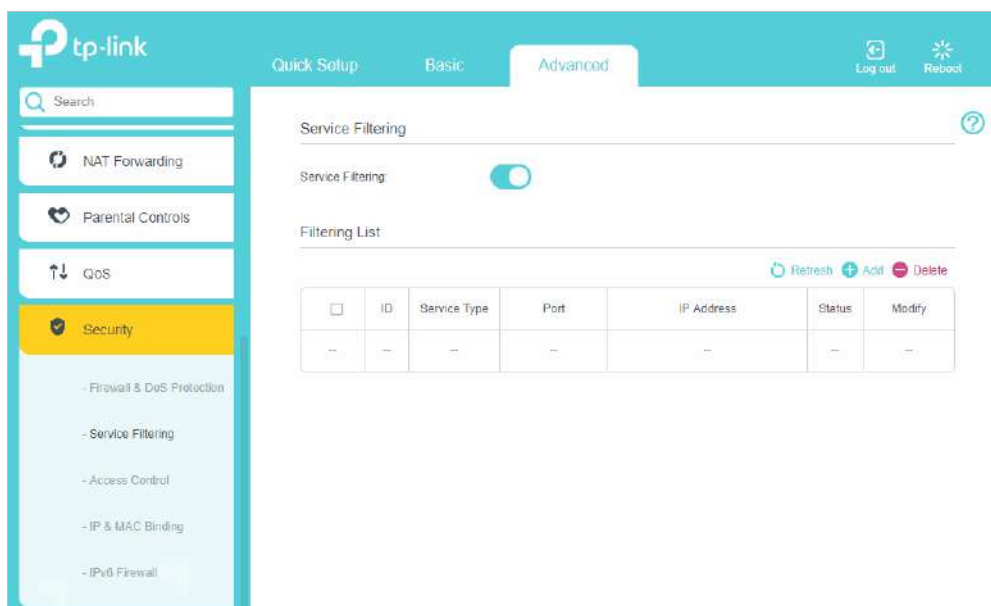 tp-link
Quick Setup Basic Advanced Log out Reboot
Search
NAT Forwarding
Parental Controls
QoS
Security
- Firewall & DoS Protection
- Service Filtering
- Access Control
- IP & MAC Binding
- IPv6 Firewall
Service Filtering
Service Filtering:
Filtering List
Refresh Add Delete
ID Service Type Port IP Address Status Modify
-- -- -- -- -- -- --